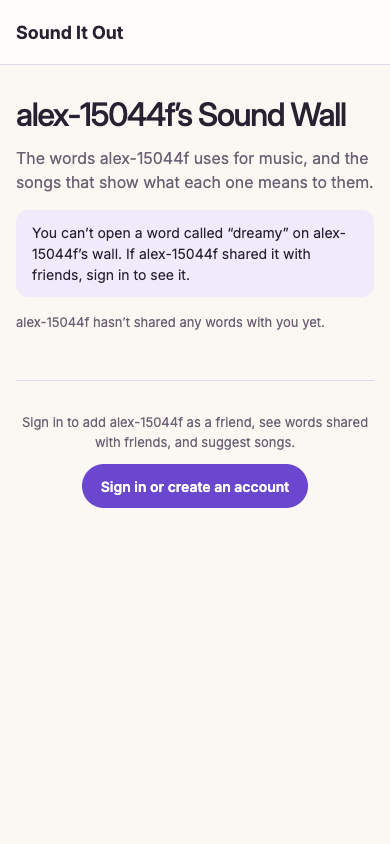 Sound It Out
alex-15044f’s Sound Wall
The words alex-15044f uses for music, and the
songs that show what each one means to them.
You can’t open a word called “dreamy” on alex-
15044f’s wall. If alex-15044f shared it with
friends, sign in to see it.
alex-15044f hasn’t shared any words with you yet.
Sign in to add alex-15044f as a friend, see words shared
with friends, and suggest songs.
Sign in or create an account